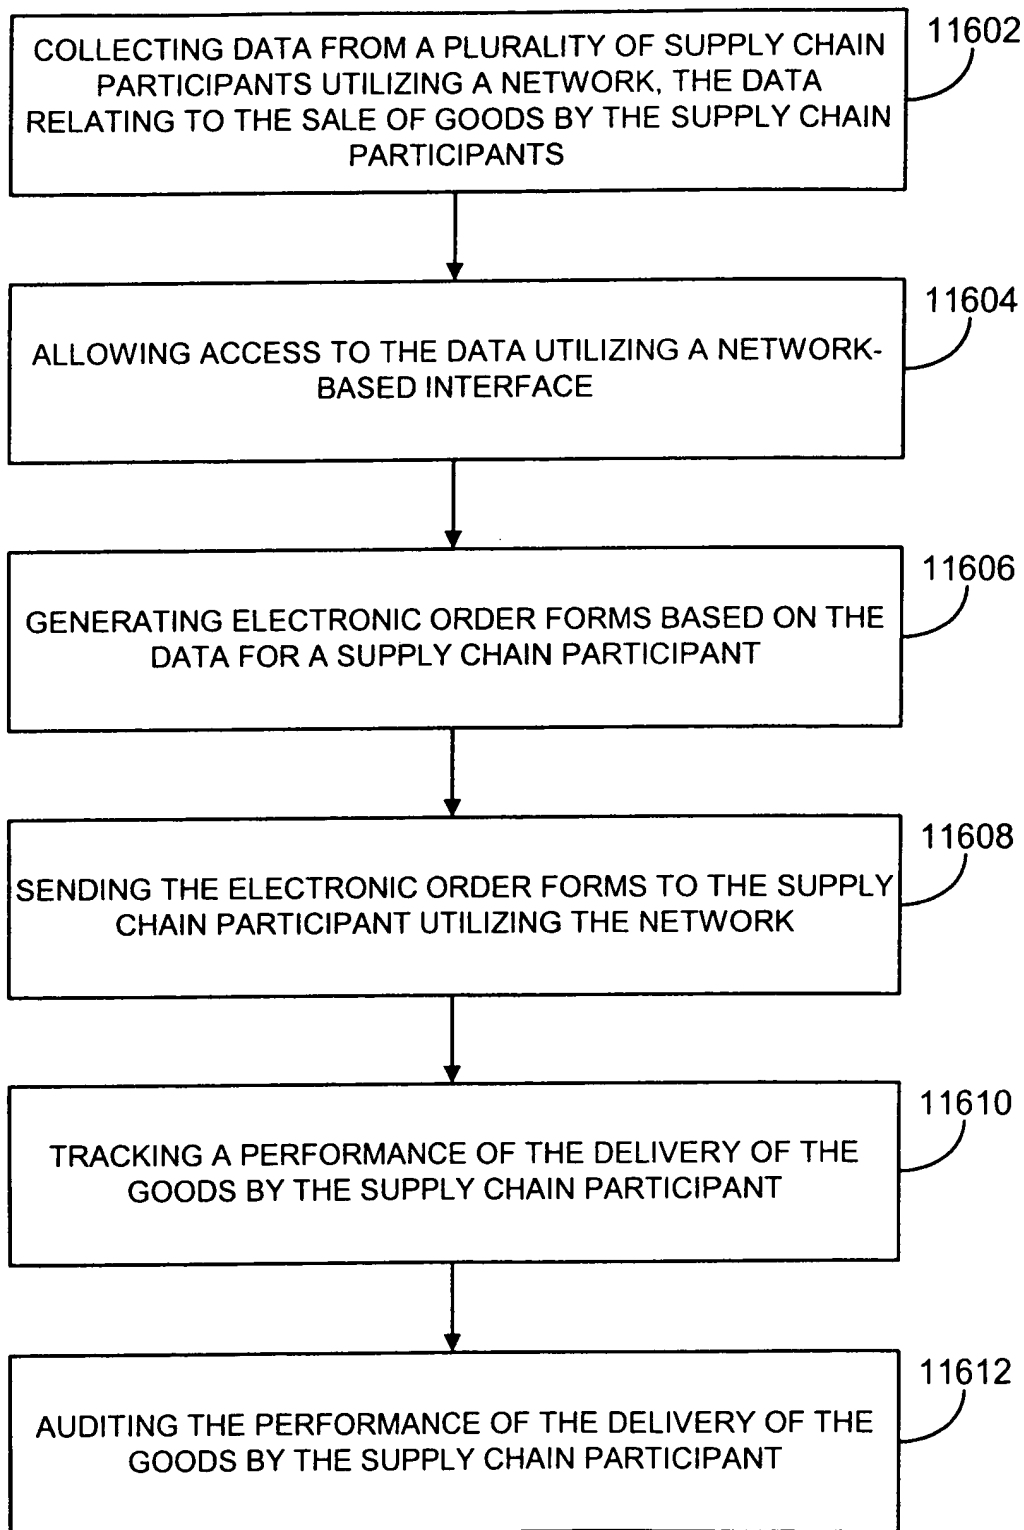 COLLECTING DATA FROM A PLURALITY OF SUPPLY CHAIN
PARTICIPANTS UTILIZING A NETWORK, THE DATA
RELATING TO THE SALE OF GOODS BY THE SUPPLY CHAIN
PARTICIPANTS
11602
ALLOWING ACCESS TO THE DATA UTILIZING A NETWORK-
BASED INTERFACE
11604
GENERATING ELECTRONIC ORDER FORMS BASED ON THE
DATA FOR A SUPPLY CHAIN PARTICIPANT
11606
SENDING THE ELECTRONIC ORDER FORMS TO THE SUPPLY
CHAIN PARTICIPANT UTILIZING THE NETWORK
11608
TRACKING A PERFORMANCE OF THE DELIVERY OF THE
GOODS BY THE SUPPLY CHAIN PARTICIPANT
11610
AUDITING THE PERFORMANCE OF THE DELIVERY OF THE
GOODS BY THE SUPPLY CHAIN PARTICIPANT
11612